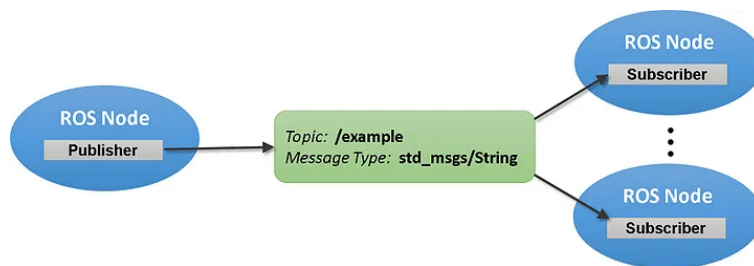 ROS Node
Publisher
Topic: /example
Message Type: std_msgs/String
ROS Node
Subscriber
ROS Node
Subscriber